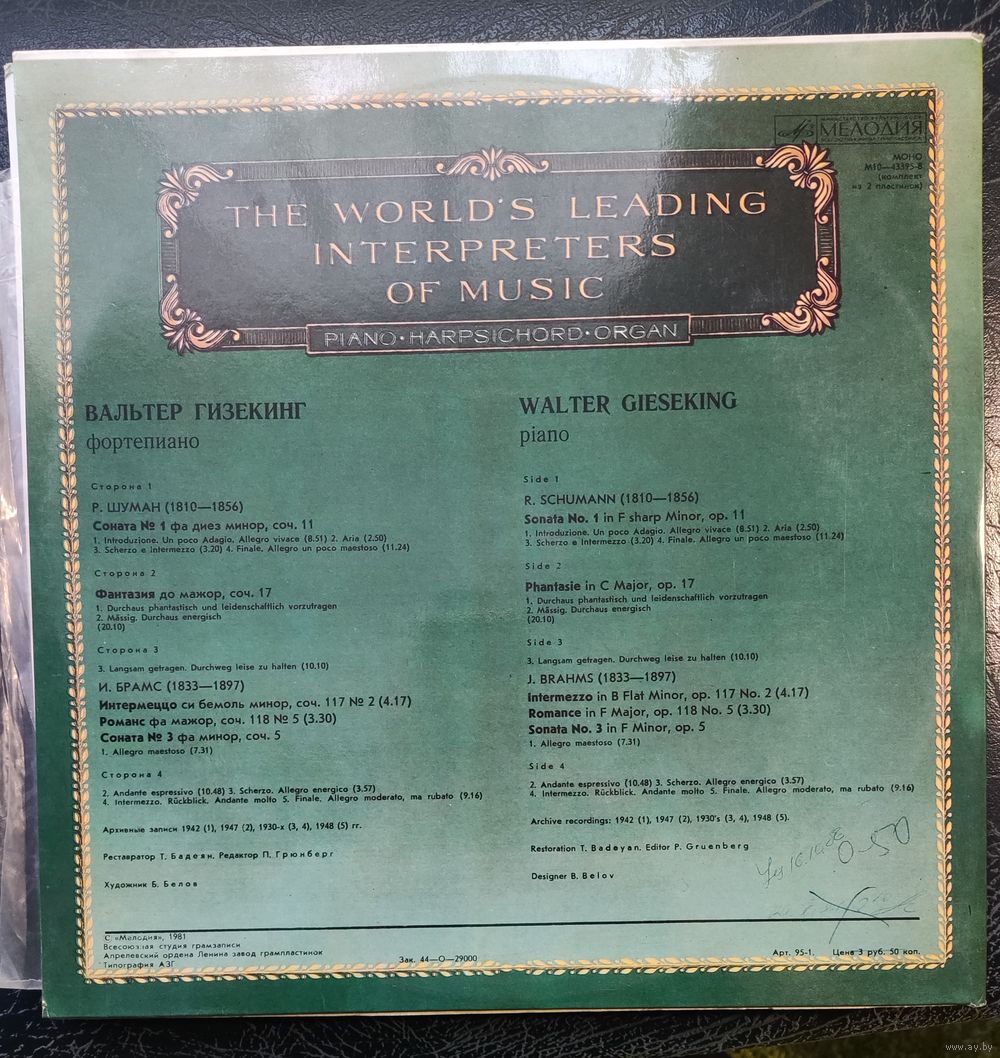 МЕЛОДИЯ
МОНО
М10—43395-8
(комплект
из 2 пластинок)
THE WORLD'S LEADING
INTERPRETERS
OF MUSIC
PIANO·HARPSICHORD·ORGAN
ВАЛЬТЕР ГИЗЕКИНГ
фортепиано
Сторона 1
Р. ШУМАН (1810—1856)
Соната № 1 фа диез минор, соч. 11
1. Introduzione. Un poco Adagio. Allegro vivace (8.51) 2. Aria (2.50)
3. Scherzo e Intermezzo (3.20) 4. Finale. Allegro un poco maestoso (11.24)
Сторона 2
Фантазия до мажор, соч. 17
1. Durchaus phantastisch und leidenschaftlich vorzutragen
2. Mässig. Durchaus energisch
(20.10)
Сторона 3
3. Langsam getragen. Durchweg leise zu halten (10.10)
И. БРАМС (1833—1897)
Интермеццо си бемоль минор, соч. 117 № 2 (4.17)
Романс фа мажор, соч. 118 № 5 (3.30)
Соната № 3 фа минор, соч. 5
1. Allegro maestoso (7.31)
Сторона 4
2. Andante espressivo (10.48) 3. Scherzo. Allegro energico (3.57)
4. Intermezzo. Rückblick. Andante molto 5. Finale. Allegro moderato, ma rubato (9.16)
Архивные записи 1942 (1), 1947 (2), 1930-х (3, 4), 1948 (5) гг.
Реставратор Т. Бадеян, Редактор П. Грюнберг
Художник Б. Белов
WALTER GIESEKING
piano
Side 1
R. SCHUMANN (1810—1856)
Sonata No. 1 in F sharp Minor, op. 11
1. Introduzione. Un poco Adagio. Allegro vivace (8.51) 2. Aria (2.50)
3. Scherzo e Intermezzo (3.20) 4. Finale. Allegro un poco maestoso (11.24)
Side 2
Phantasie in C Major, op. 17
1. Durchaus phantastisch und leidenschaftlich vorzutragen
2. Mässig. Durchaus energisch
(20.10)
Side 3
3. Langsam getragen. Durchweg leise zu halten (10.10)
J. BRAHMS (1833—1897)
Intermezzo in B Flat Minor, op. 117 No. 2 (4.17)
Romance in F Major, op. 118 No. 5 (3.30)
Sonata No. 3 in F Minor, op. 5
1. Allegro maestoso (7.31)
Side 4
2. Andante espressivo (10.48) 3. Scherzo. Allegro energico (3.57)
4. Intermezzo. Rückblick. Andante molto 5. Finale. Allegro moderato, ma rubato (9.16)
Archive recordings: 1942 (1), 1947 (2), 1930's (3, 4), 1948 (5).
Restoration T. Badeyan. Editor P. Gruenberg
Designer B. Belov
0-50
С «Мелодия», 1981
Всесоюзная студия грамзаписи
Апрелевский ордена Ленина завод грампластинок
Типография АЗГ
Зак. 44—О—29000
Арт. 95-1.
Цена 3 руб. 50 коп.
www.ay.by